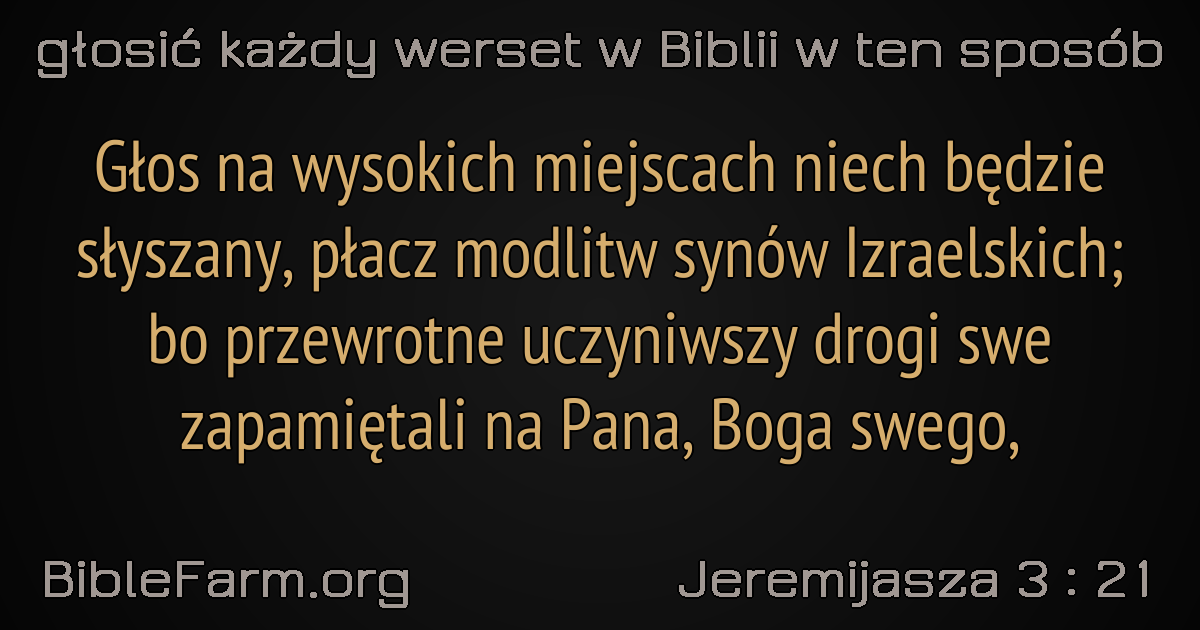 głosić każdy werset w Biblii w ten sposób
Głos na wysokich miejscach niech będzie
słyszany, płacz modlitw synów Izraelskich;
bo przewrotne uczyniwszy drogi swe
zapamiętali na Pana, Boga swego,
BibleFarm.org
Jeremijasza 3 : 21